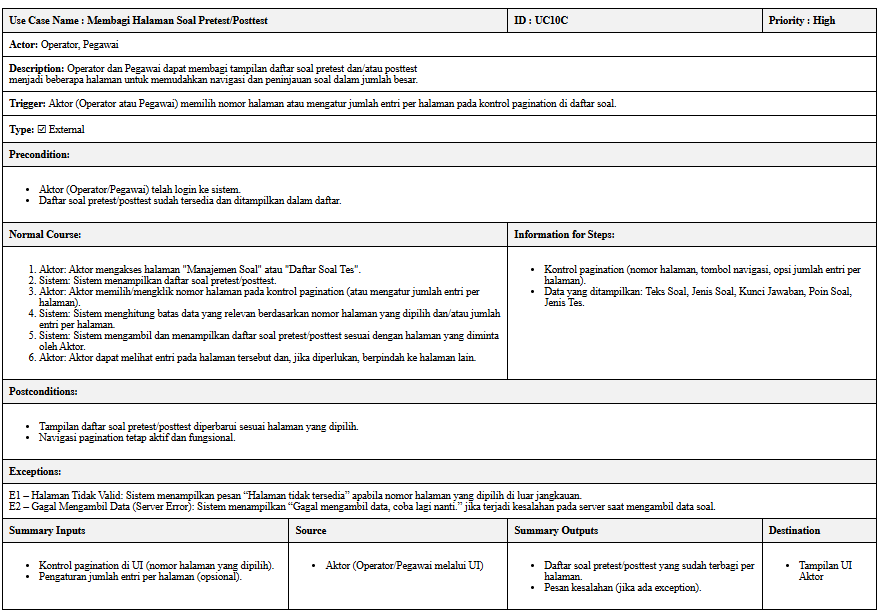 Use Case Name : Membagi Halaman Soal Pretest/Posttest
ID : UC10C
Priority : High
Actor: Operator, Pegawai
Description: Operator dan Pegawai dapat membagi tampilan daftar soal pretest dan/atau posttest
menjadi beberapa halaman untuk memudahkan navigasi dan peninjauan soal dalam jumlah besar.
Trigger: Aktor (Operator atau Pegawai) memilih nomor halaman atau mengatur jumlah entri per halaman pada kontrol pagination di daftar soal.
Type: ☑ External
Precondition:
• Aktor (Operator/Pegawai) telah login ke sistem.
• Daftar soal pretest/posttest sudah tersedia dan ditampilkan dalam daftar.
Normal Course:
1. Aktor: Aktor mengakses halaman "Manajemen Soal" atau "Daftar Soal Tes".
2. Sistem: Sistem menampilkan daftar soal pretest/posttest.
3. Aktor: Aktor memilih/mengklik nomor halaman pada kontrol pagination (atau mengatur jumlah entri per
halaman).
4. Sistem: Sistem menghitung batas data yang relevan berdasarkan nomor halaman yang dipilih dan/atau jumlah
entri per halaman.
5. Sistem: Sistem mengambil dan menampilkan daftar soal pretest/posttest sesuai dengan halaman yang diminta
oleh Aktor.
6. Aktor: Aktor dapat melihat entri pada halaman tersebut dan, jika diperlukan, berpindah ke halaman lain.
Information for Steps:
• Kontrol pagination (nomor halaman, tombol navigasi, opsi jumlah entri per
halaman).
• Data yang ditampilkan: Teks Soal, Jenis Soal, Kunci Jawaban, Poin Soal,
Jenis Tes.
Postconditions:
• Tampilan daftar soal pretest/posttest diperbarui sesuai halaman yang dipilih.
• Navigasi pagination tetap aktif dan fungsional.
Exceptions:
E1 – Halaman Tidak Valid: Sistem menampilkan pesan “Halaman tidak tersedia” apabila nomor halaman yang dipilih di luar jangkauan.
E2 – Gagal Mengambil Data (Server Error): Sistem menampilkan “Gagal mengambil data, coba lagi nanti.” jika terjadi kesalahan pada server saat mengambil data soal.
Summary Inputs
• Kontrol pagination di UI (nomor halaman yang dipilih).
• Pengaturan jumlah entri per halaman (opsional).
Source
• Aktor (Operator/Pegawai melalui UI)
Summary Outputs
• Daftar soal pretest/posttest yang sudah terbagi per
halaman.
• Pesan kesalahan (jika ada exception).
Destination
• Tampilan UI
Aktor